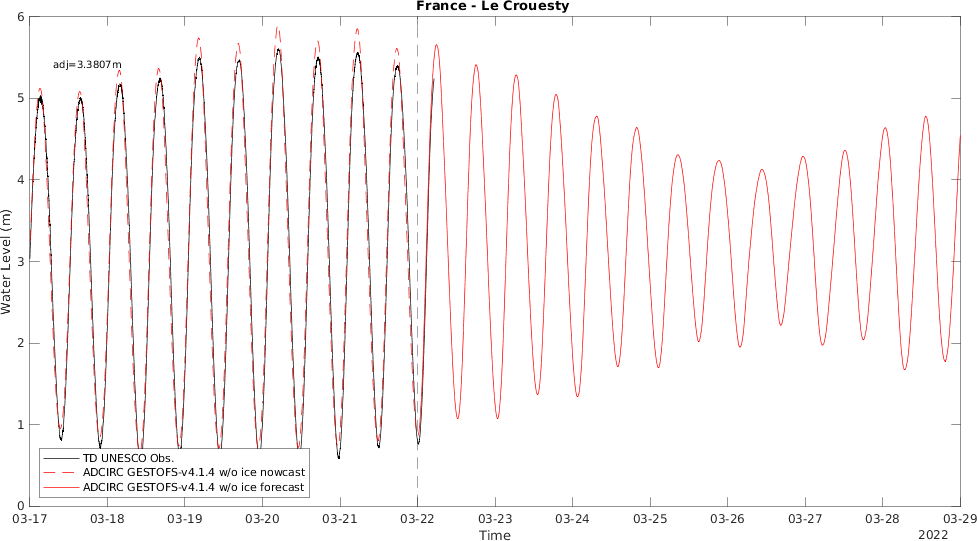 France - Le Crouesty
6
5
4
3
2
1
0
Water Level (m)
adj=3.3807m
TD UNESCO Obs.
ADCIRC GESTOFS-v4.1.4 w/o ice nowcast
ADCIRC GESTOFS-v4.1.4 w/o ice forecast
03-17 03-18 03-19 03-20 03-21 03-22 03-23 03-24 03-25 03-26 03-27 03-28 03-29
Time
2022